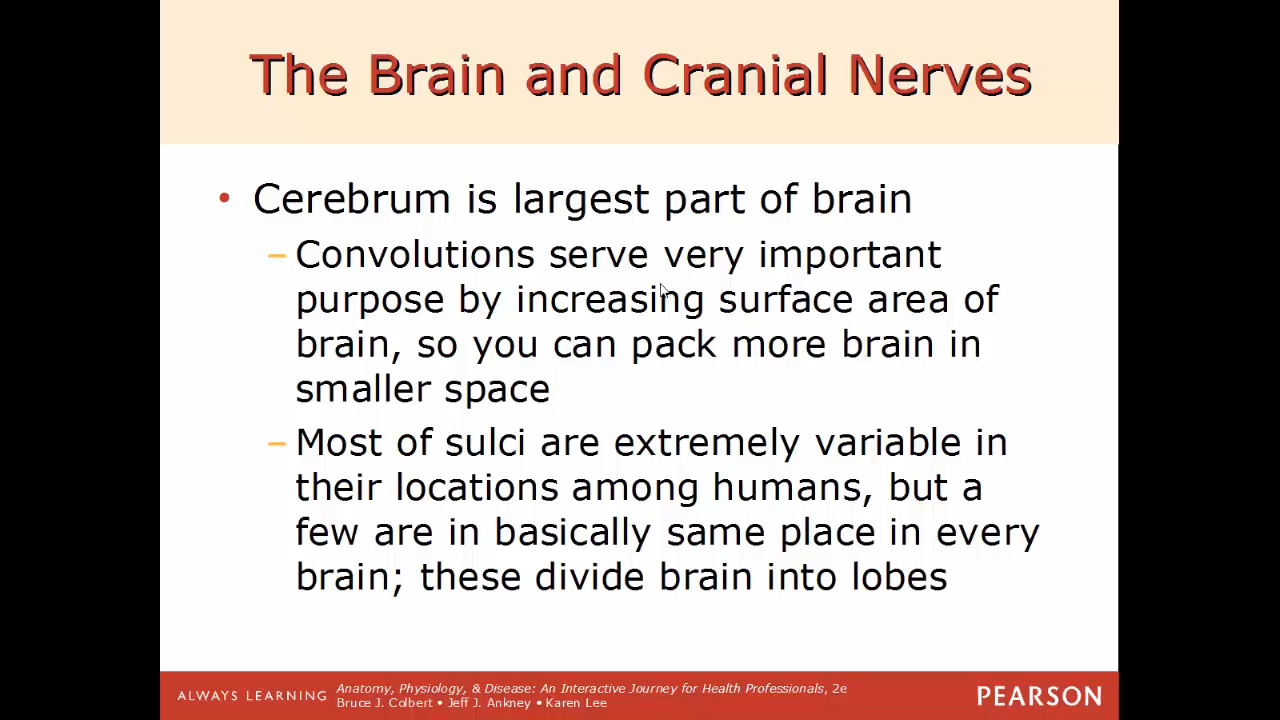 The Brain and Cranial Nerves
• Cerebrum is largest part of brain
– Convolutions serve very important
purpose by increasing surface area of
brain, so you can pack more brain in
smaller space
– Most of sulci are extremely variable in
their locations among humans, but a
few are in basically same place in every
brain; these divide brain into lobes
ALWAYS LEARNING
Anatomy, Physiology, & Disease: An Interactive Journey for Health Professionals, 2e
Bruce J. Colbert • Jeff J. Ankney • Karen Lee
PEARSON